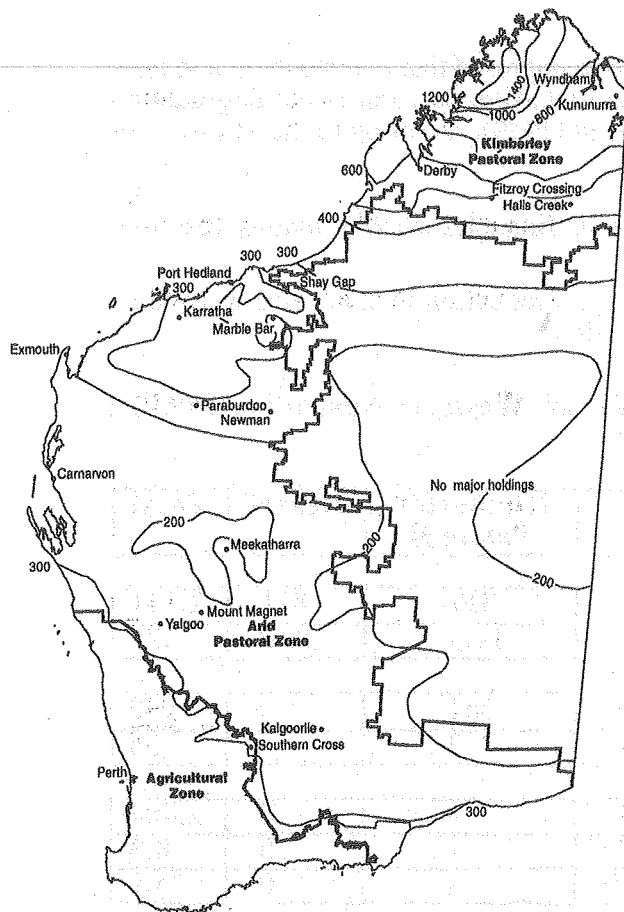 1400
Wyndham
1200
Kununurra
1000
800
Kimberley
Pastoral Zone
600
Derby
Fitzroy Crossing
Halls Creek
400
300
300
Port Hedland
Shay Gap
300
Karratha
Marble Bar
Exmouth
Paraburdoo
Newman
Carnarvon
No major holdings
200
Meekatharra
200
200
300
Mount Magnet
Yalgoo
Arid
Pastoral Zone
Kalgoorlie
Southern Cross
Perth
Agricultural
Zone
300